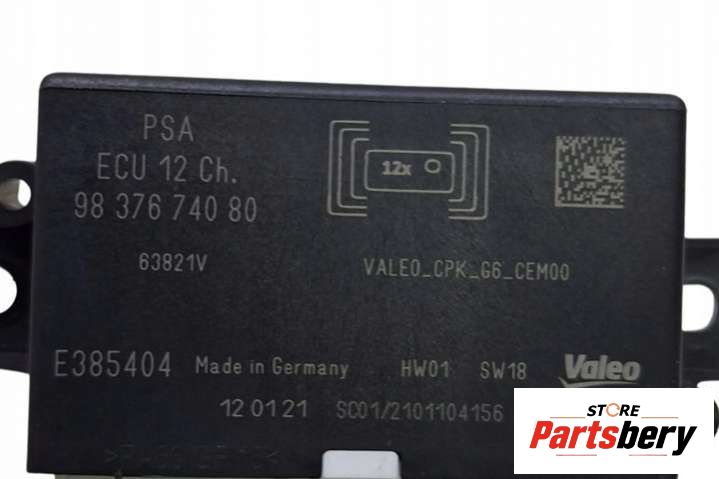 PSA
ECU 12 Ch.
98 376 740 80
12x
63821V
VALEO_CPK_G6_CEM00
E385404 Made in Germany HW01 SW18 Valeo
12 01 21 SC01/2101104156
STORE
Partsbery